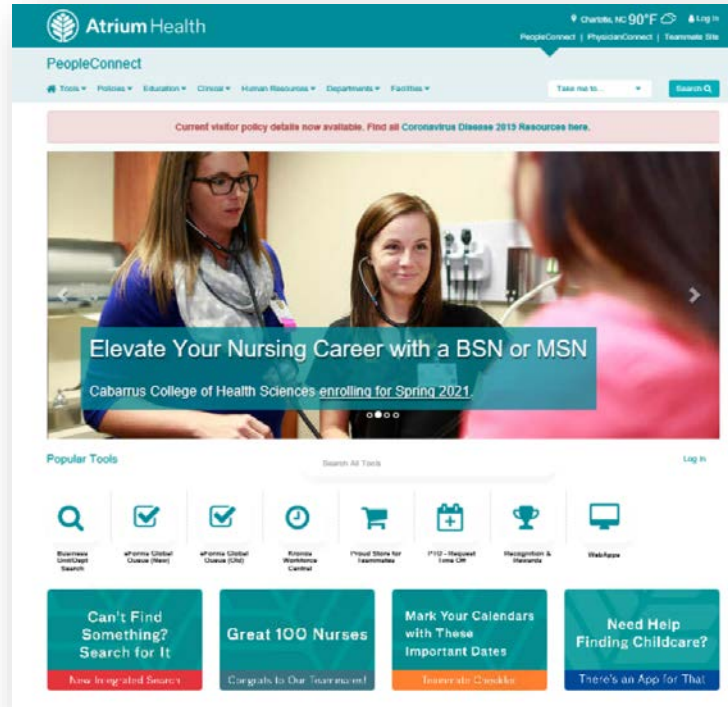 Atrium Health
Charlotte, NC 90°F Log In
PeopleConnect | PhysicianConnect | Teammate Site
PeopleConnect
Tools Policies Education Clinical Human Resources Departments Facilities
Take me to...
Search
Current visitor policy details now available. Find all Coronavirus Disease 2019 Resources here.
Elevate Your Nursing Career with a BSN or MSN
Cabarrus College of Health Sciences enrolling for Spring 2021.
Popular Tools
Search All Tools
Log In
Business
Unit/Dept
Search
eForms Global
Queue (New)
eForms Global
Queue (Old)
Kronos
Workforce
Central
Proud Store for
Teammates
PTO - Request
Time Off
Recognition &
Rewards
WebApps
Can't Find
Something?
Search for It
New Integrated Search
Great 100 Nurses
Congrats to Our Teammates!
Mark Your Calendars
with These
Important Dates
Teammate Checklist
Need Help
Finding Childcare?
There's an App for That